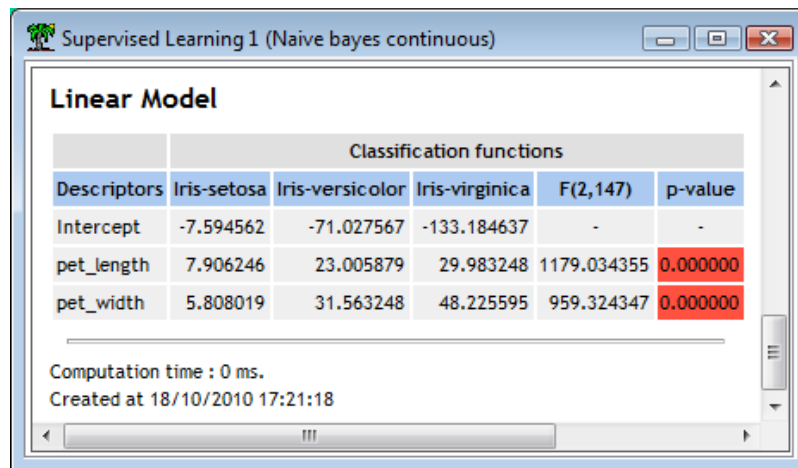 Supervised Learning 1 (Naive bayes continuous)
Linear Model
Classification functions
Descriptors Iris-setosa Iris-versicolor Iris-virginica F(2,147) p-value
Intercept -7.594562 -71.027567 -133.184637 - -
pet_length 7.906246 23.005879 29.983248 1179.034355 0.000000
pet_width 5.808019 31.563248 48.225595 959.324347 0.000000
Computation time : 0 ms.
Created at 18/10/2010 17:21:18